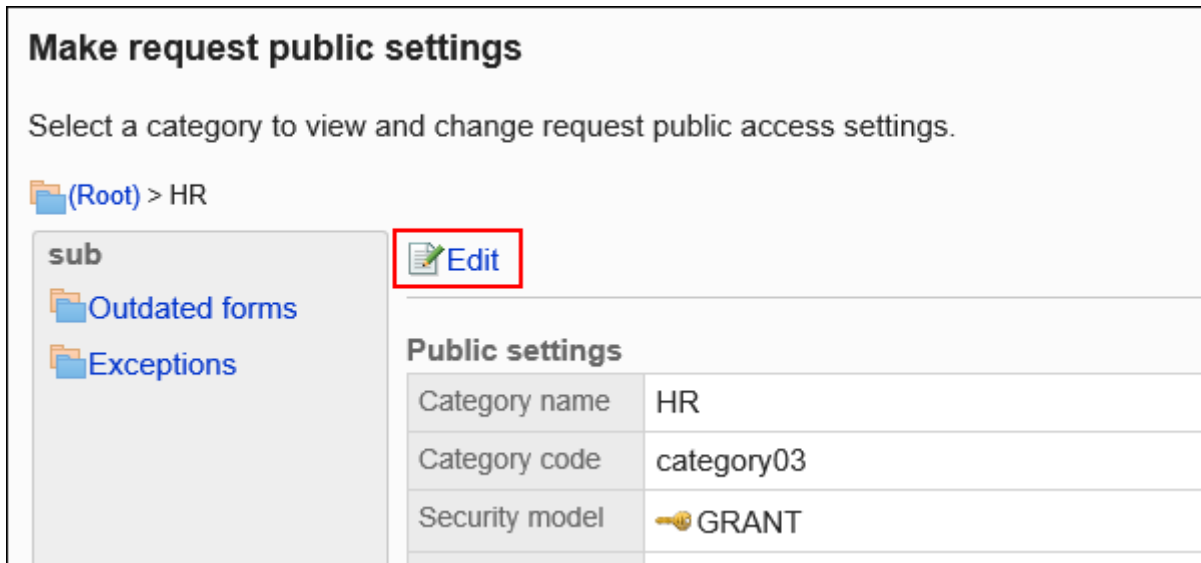 Make request public settings
Select a category to view and change request public access settings.
(Root) > HR
sub
Outdated forms
Exceptions
Edit
Public settings
Category name HR
Category code category03
Security model GRANT